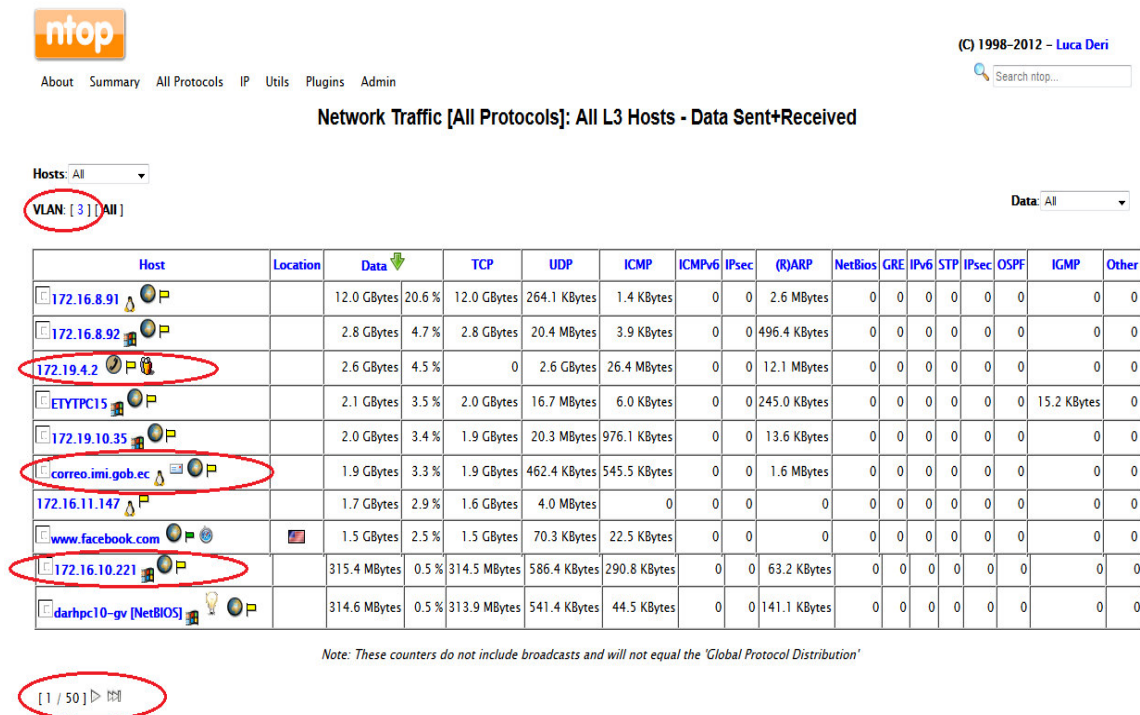 ntop
(C) 1998-2012 - Luca Deri
Search ntop...
About Summary All Protocols IP Utils Plugins Admin
Network Traffic [All Protocols]: All L3 Hosts - Data Sent+Received
Hosts: All
VLAN: [ 3 ] [ All ]
Data: All
Host Location Data TCP UDP ICMP ICMPv6 IPsec (R)ARP NetBios GRE IPv6 STP IPsec OSPF IGMP Other
172.16.8.91 12.0 GBytes 20.6 % 12.0 GBytes 264.1 KBytes 1.4 KBytes 0 0 2.6 MBytes 0 0 0 0 0 0 0 0
172.16.8.92 2.8 GBytes 4.7 % 2.8 GBytes 20.4 MBytes 3.9 KBytes 0 0 496.4 KBytes 0 0 0 0 0 0 0 0
172.19.4.2 2.6 GBytes 4.5 % 0 2.6 GBytes 26.4 MBytes 0 0 12.1 MBytes 0 0 0 0 0 0 0 0
ETYTPC15 2.1 GBytes 3.5 % 2.0 GBytes 16.7 MBytes 6.0 KBytes 0 0 245.0 KBytes 0 0 0 0 0 0 15.2 KBytes 0
172.19.10.35 2.0 GBytes 3.4 % 1.9 GBytes 20.3 MBytes 976.1 KBytes 0 0 13.6 KBytes 0 0 0 0 0 0 0 0
correo.imi.gob.ec 1.9 GBytes 3.3 % 1.9 GBytes 462.4 KBytes 545.5 KBytes 0 0 1.6 MBytes 0 0 0 0 0 0 0 0
172.16.11.147 1.7 GBytes 2.9 % 1.6 GBytes 4.0 MBytes 0 0 0 0 0 0 0 0 0 0 0 0
www.facebook.com 1.5 GBytes 2.5 % 1.5 GBytes 70.3 KBytes 22.5 KBytes 0 0 0 0 0 0 0 0 0 0 0
172.16.10.221 315.4 MBytes 0.5 % 314.5 MBytes 586.4 KBytes 290.8 KBytes 0 0 63.2 KBytes 0 0 0 0 0 0 0 0
darhpc10-gv [NetBIOS] 314.6 MBytes 0.5 % 313.9 MBytes 541.4 KBytes 44.5 KBytes 0 0 141.1 KBytes 0 0 0 0 0 0 0 0
Note: These counters do not include broadcasts and will not equal the 'Global Protocol Distribution'
[ 1 / 50 ]